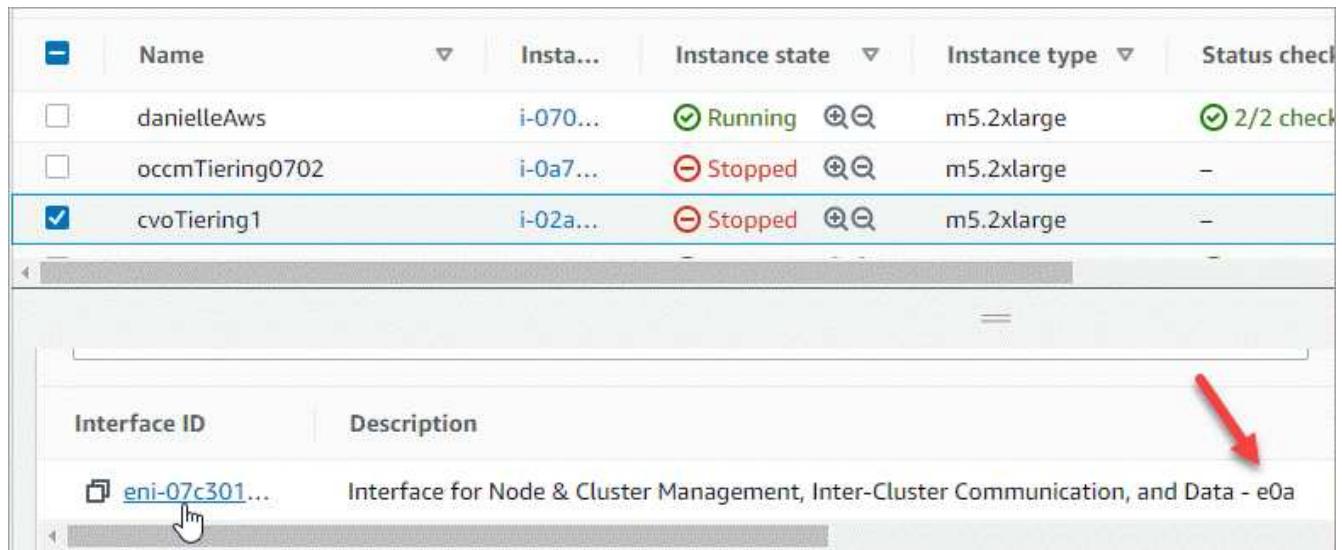 Name Insta... Instance state Instance type Status check
danielleAws i-070... Running m5.2xlarge 2/2 check
occmTiering0702 i-0a7... Stopped m5.2xlarge –
cvoTiering1 i-02a... Stopped m5.2xlarge –
Interface ID Description
eni-07c301... Interface for Node & Cluster Management, Inter-Cluster Communication, and Data - e0a